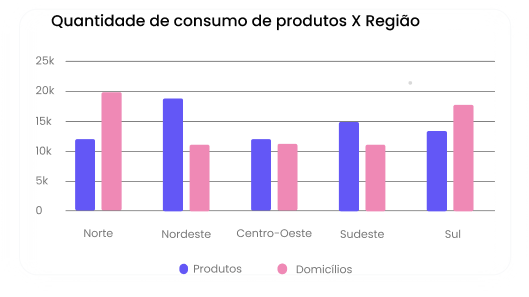 Quantidade de consumo de produtos X Região
25k
20k
15k
10k
5k
0
Norte Nordeste Centro-Oeste Sudeste Sul
Produtos Domicílios